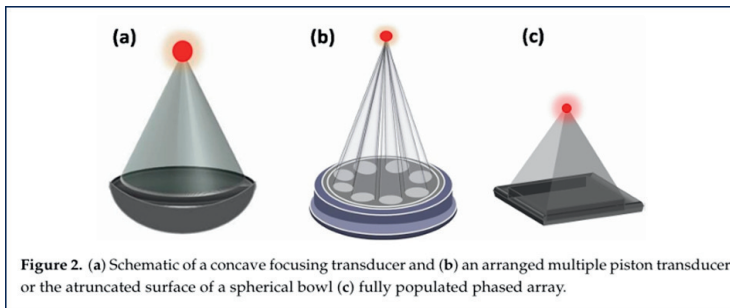 (a) (b) (c)
Figure 2. (a) Schematic of a concave focusing transducer and (b) an arranged multiple piston transducer
or the atruncated surface of a spherical bowl (c) fully populated phased array.